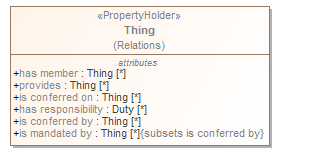 «PropertyHolder»
Thing
(Relations)
attributes
+has member : Thing [*]
+provides : Thing [*]
+is conferred on : Thing [*]
+has responsibility : Duty [*]
+is conferred by : Thing [*]
+is mandated by : Thing [*]{subsets is conferred by}